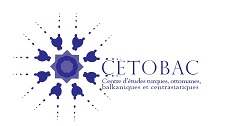 CETOBAC
Centre d'études turques, ottomanes,
balkaniques et centrasiatiques